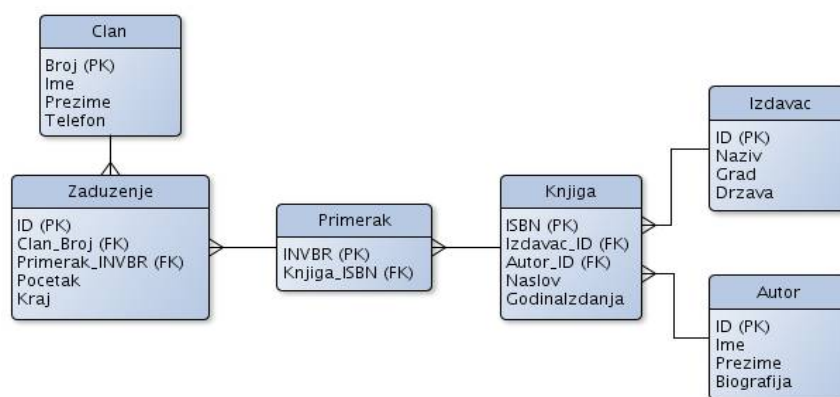 Clan
Broj (PK)
Ime
Prezime
Telefon
Zaduzenje
ID (PK)
Clan_Broj (FK)
Primerak_INVBR (FK)
Pocetak
Kraj
Primerak
INVBR (PK)
Knjiga_ISBN (FK)
Knjiga
ISBN (PK)
Izdavac_ID (FK)
Autor_ID (FK)
Naslov
GodinaIzdanja
Izdavac
ID (PK)
Naziv
Grad
Drzava
Autor
ID (PK)
Ime
Prezime
Biografija